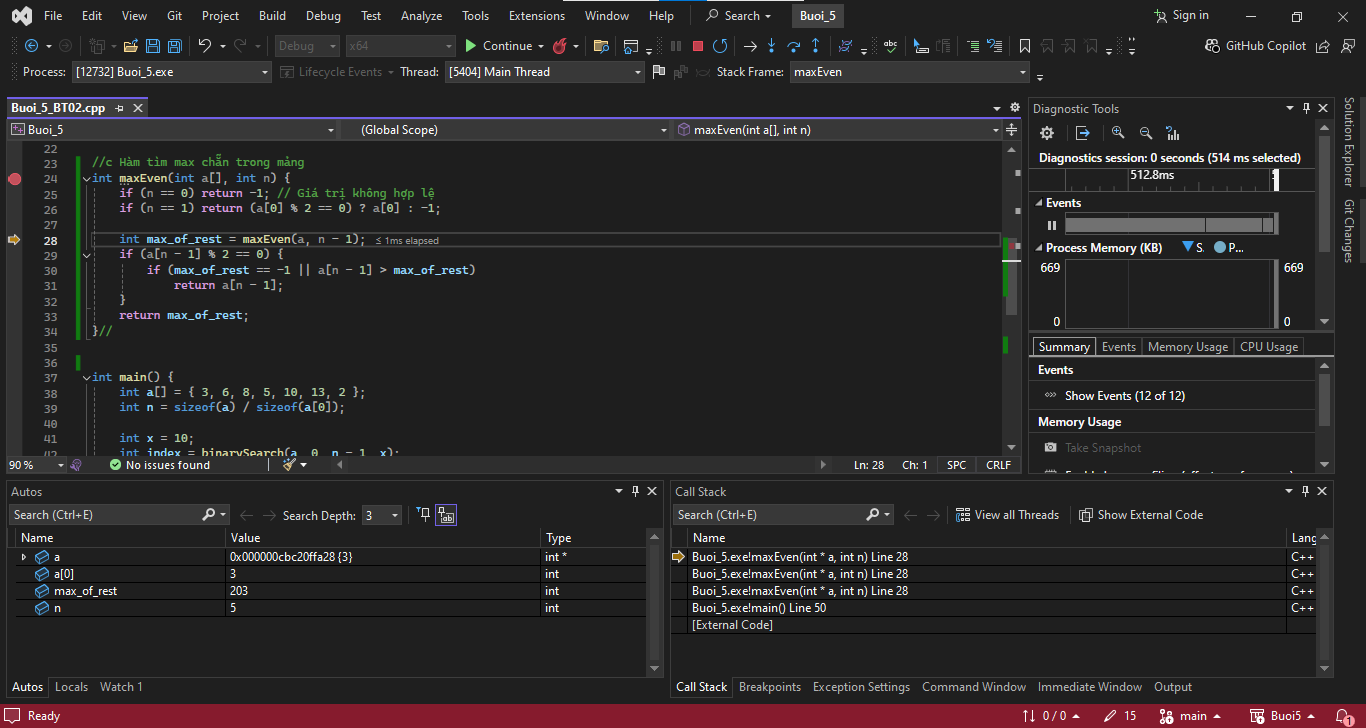 File Edit View Git Project Build Debug Test Analyze Tools Extensions Window Help Search Buoi_5 Sign in
Debug x64 Continue GitHub Copilot
Process: [12732] Buoi_5.exe Lifecycle Events Thread: [5404] Main Thread Stack Frame: maxEven
Buoi_5_BT02.cpp
Buoi_5 (Global Scope) maxEven(int a[], int n)
22
23 //c Hàm tìm max chẵn trong mảng
24 int maxEven(int a[], int n) {
25 if (n == 0) return -1; // Giá trị không hợp lệ
26 if (n == 1) return (a[0] % 2 == 0) ? a[0] : -1;
27
28 int max_of_rest = maxEven(a, n - 1); ≤ 1ms elapsed
29 if (a[n - 1] % 2 == 0) {
30 if (max_of_rest == -1 || a[n - 1] > max_of_rest)
31 return a[n - 1];
32 }
33 return max_of_rest;
34 }//
35
36
37 int main() {
38 int a[] = { 3, 6, 8, 5, 10, 13, 2 };
39 int n = sizeof(a) / sizeof(a[0]);
40
41 int x = 10;
42 int index = binarySearch(a, 0, n - 1, x);
90 % No issues found Ln: 28 Ch: 1 SPC CRLF
Diagnostic Tools
Diagnostics session: 0 seconds (514 ms selected)
512.8ms
Events
Process Memory (KB) S. P...
669 669
0 0
Summary Events Memory Usage CPU Usage
Events
Show Events (12 of 12)
Memory Usage
Take Snapshot
Solution Explorer
Git Changes
Autos
Search (Ctrl+E) Search Depth: 3
Name Value Type
a 0x000000cbc20ffa28 {3} int *
a[0] 3 int
max_of_rest 203 int
n 5 int
Autos Locals Watch 1
Call Stack
Search (Ctrl+E) View all Threads Show External Code
Name Lang
Buoi_5.exe!maxEven(int * a, int n) Line 28 C++
Buoi_5.exe!maxEven(int * a, int n) Line 28 C++
Buoi_5.exe!maxEven(int * a, int n) Line 28 C++
Buoi_5.exe!main() Line 50 C++
[External Code]
Call Stack Breakpoints Exception Settings Command Window Immediate Window Output
Ready 0 / 0 15 main Buoi5 1